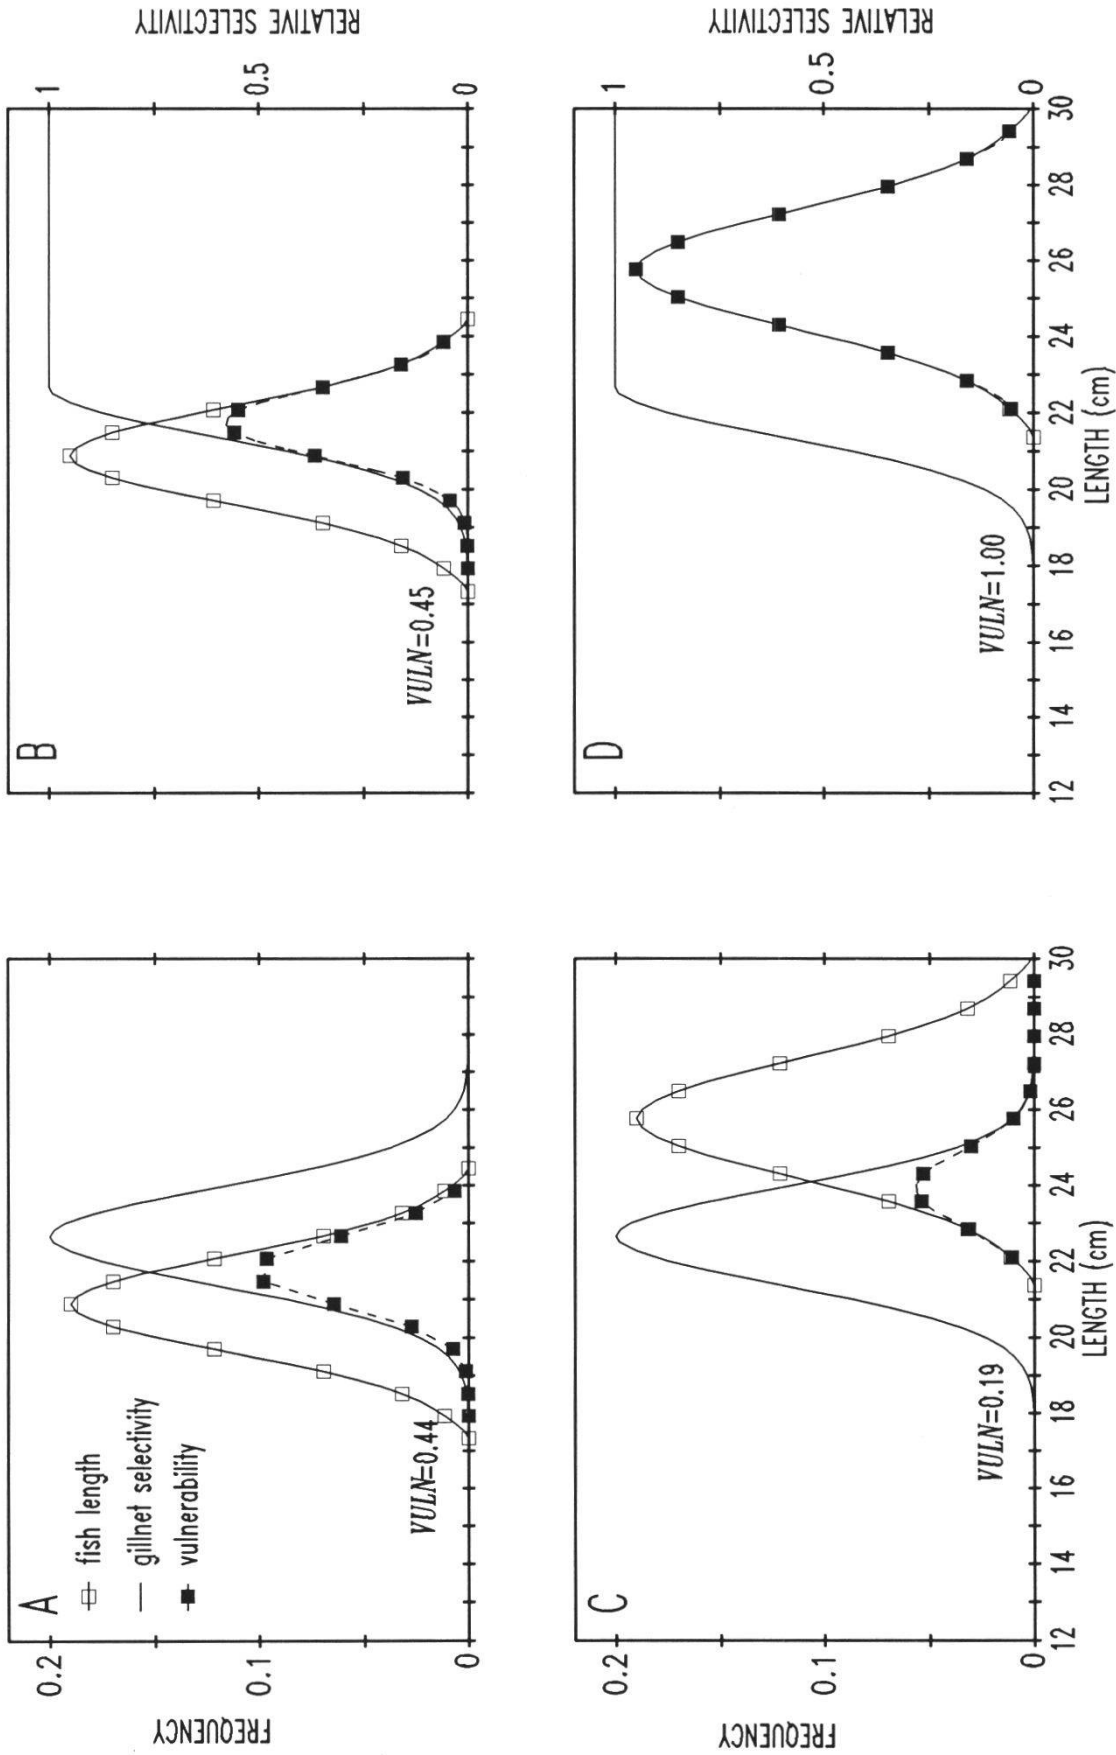 A
fish length
gillnet selectivity
vulnerability
VULN=0.44
FREQUENCY
0.2
0.1
0
B
VULN=0.45
RELATIVE SELECTIVITY
1
0.5
0
C
VULN=0.19
FREQUENCY
0.2
0.1
0
12 14 16 18 20 22 24 26 28 30
LENGTH (cm)
D
VULN=1.00
RELATIVE SELECTIVITY
1
0.5
0
12 14 16 18 20 22 24 26 28 30
LENGTH (cm)